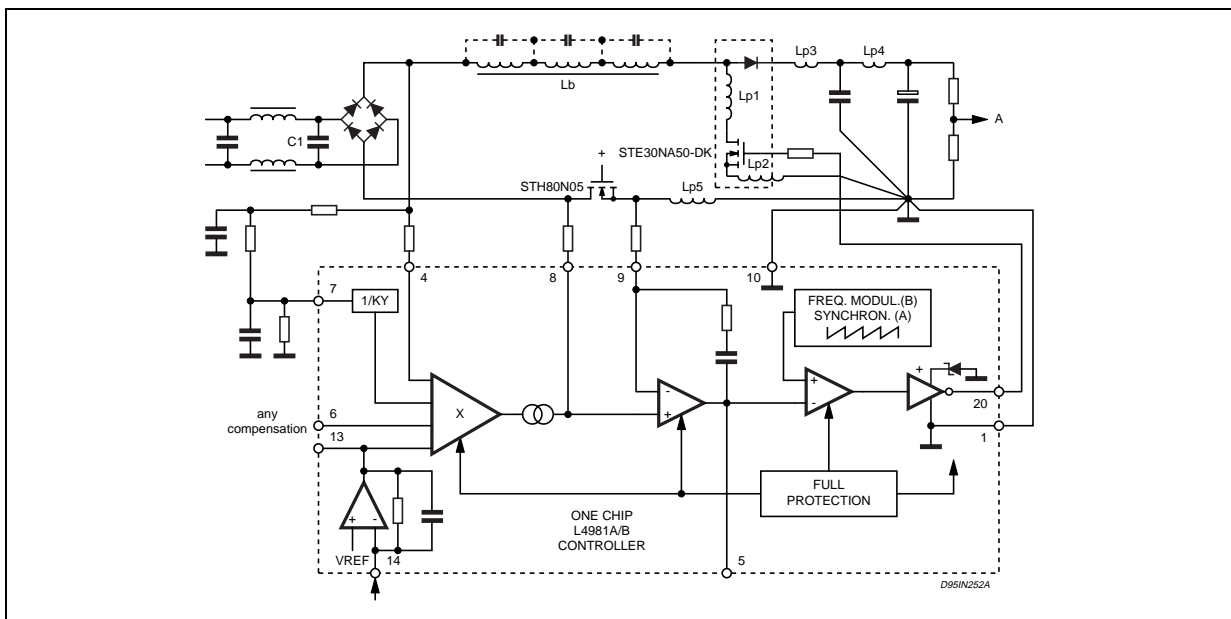 Lp3
Lp4
Lb
Lp1
C1
A
STE30NA50-DK
Lp2
STH80N05
+
Lp5
4
8
9
10
7
1/KY
FREQ. MODUL.(B)
SYNCHRON. (A)
+
-
+
-
+
X
6
any
compensation
13
20
1
FULL
PROTECTION
ONE CHIP
L4981A/B
CONTROLLER
+
-
VREF
14
5
D95IN252A